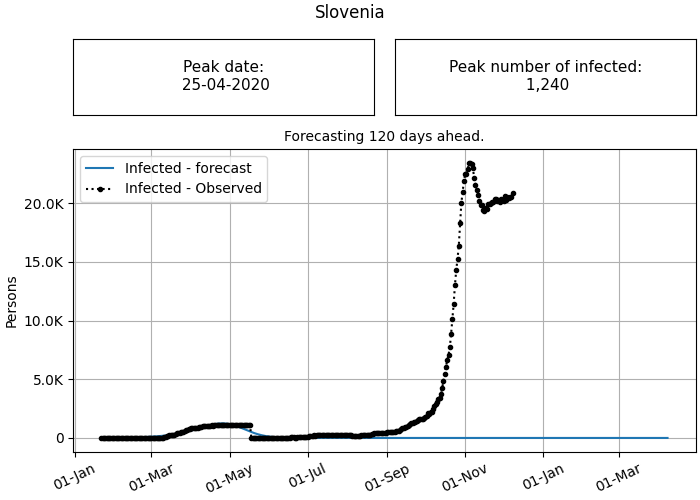 Slovenia
Peak date:
25-04-2020
Peak number of infected:
1,240
Forecasting 120 days ahead.
Infected - forecast
Infected - Observed
20.0K
15.0K
10.0K
5.0K
0
Persons
01-Jan
01-Mar
01-May
01-Jul
01-Sep
01-Nov
01-Jan
01-Mar